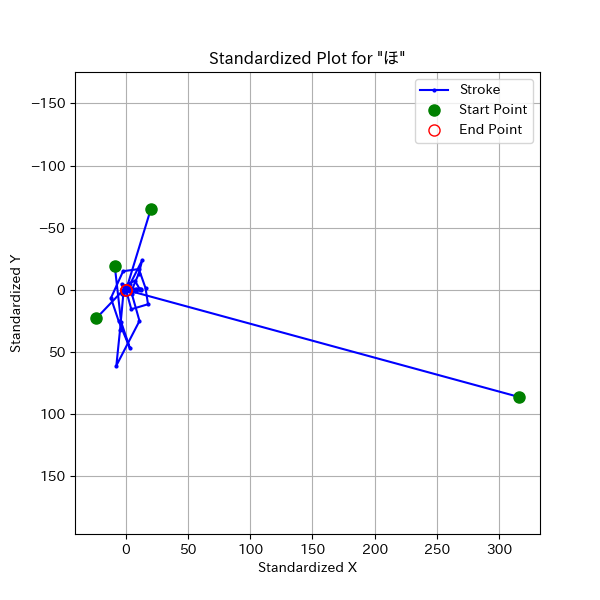 Standardized Plot for "ほ"
Stroke
Start Point
End Point
−150
−100
−50
0
50
100
150
Standardized Y
0 50 100 150 200 250 300
Standardized X